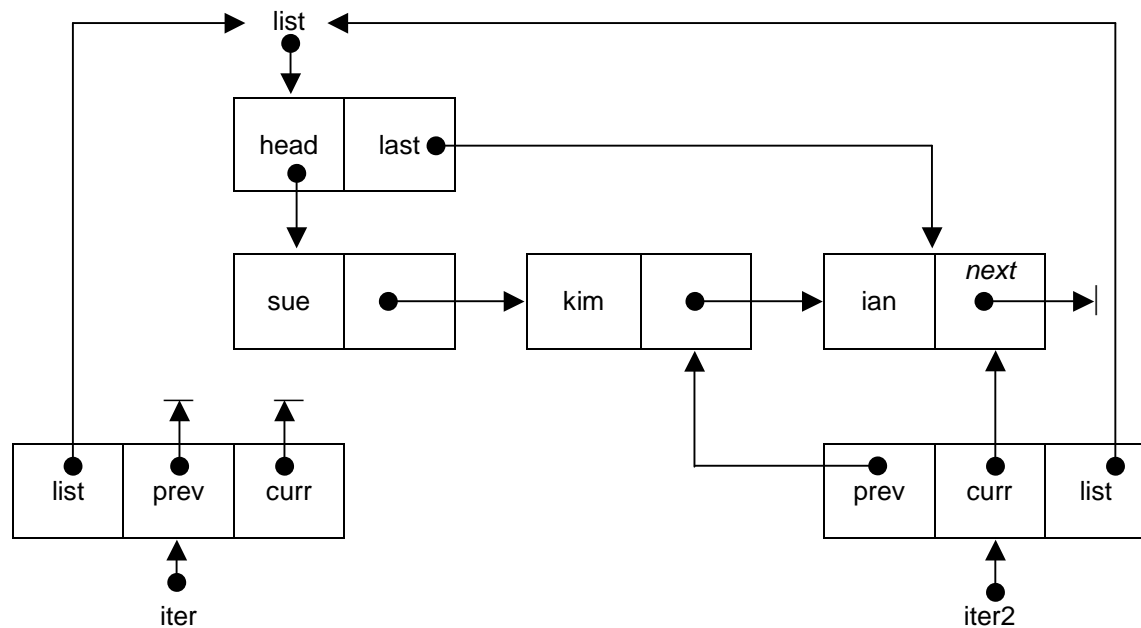 list
head last
next
sue kim ian
list prev curr prev curr list
iter iter2